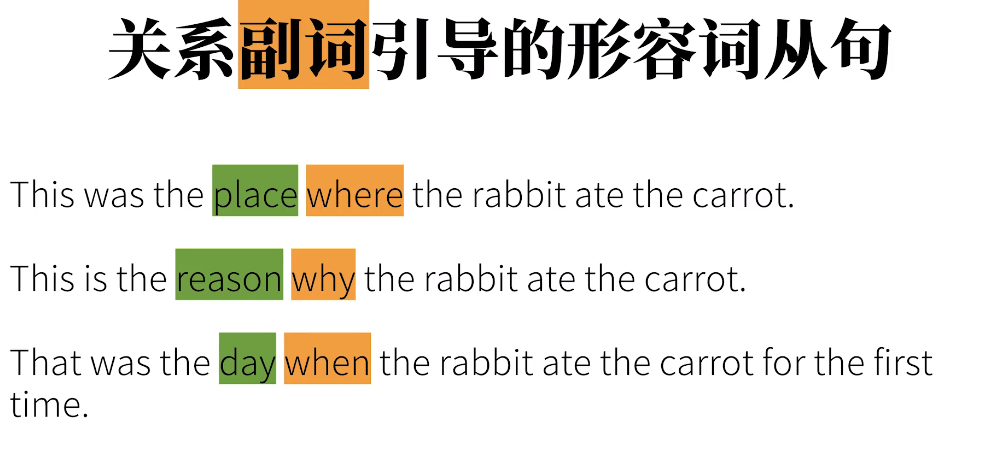 关系副词引导的形容词从句
This was the place where the rabbit ate the carrot.
This is the reason why the rabbit ate the carrot.
That was the day when the rabbit ate the carrot for the first
time.